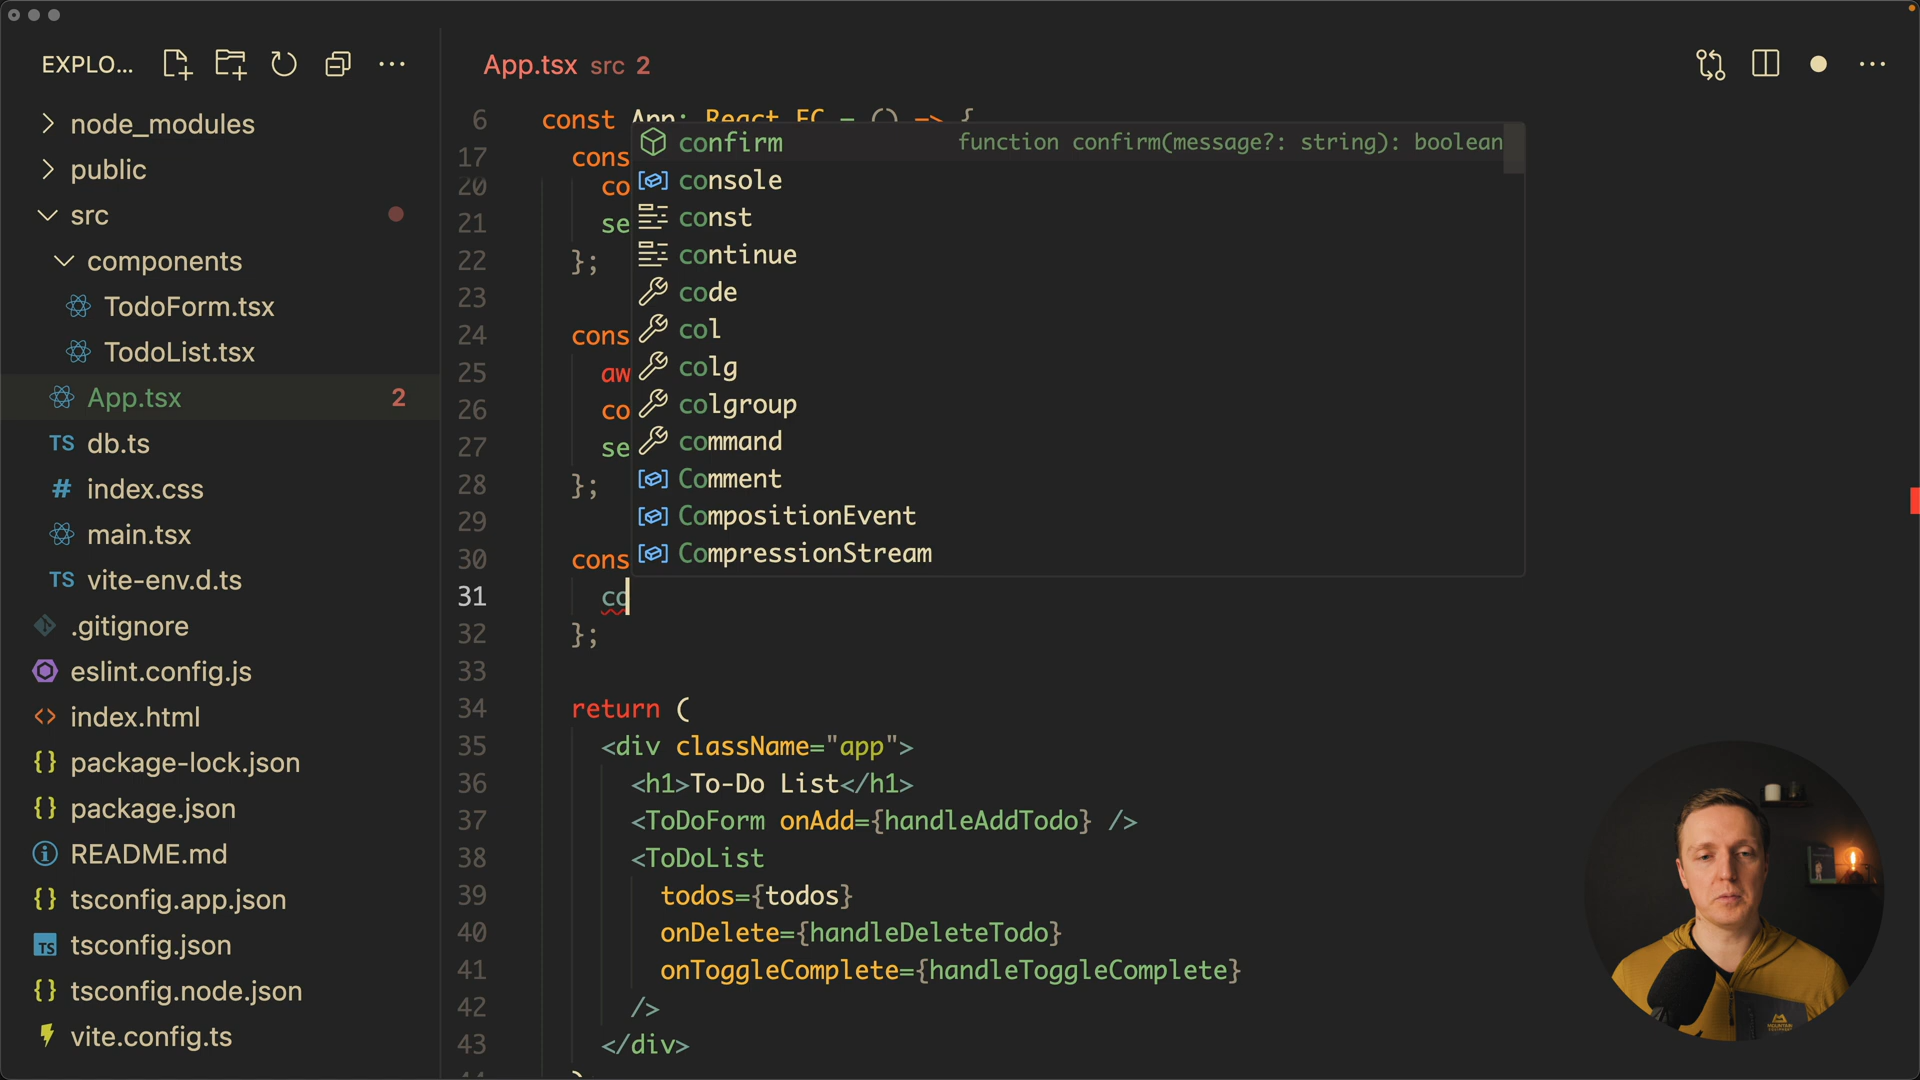 EXPLO...
node_modules
public
src
components
TodoForm.tsx
TodoList.tsx
App.tsx 2
TS db.ts
# index.css
main.tsx
TS vite-env.d.ts
.gitignore
eslint.config.js
<> index.html
{} package-lock.json
{} package.json
README.md
{} tsconfig.app.json
TS tsconfig.json
{} tsconfig.node.json
vite.config.ts
App.tsx src 2
6 const App: React.FC = () => {
17 cons
20 co
21 se
22 };
23
24 cons
25 aw
26 co
27 se
28 };
29
30 cons
31 co
32 };
33
34 return (
35 <div className="app">
36 <h1>To-Do List</h1>
37 <ToDoForm onAdd={handleAddTodo} />
38 <ToDoList
39 todos={todos}
40 onDelete={handleDeleteTodo}
41 onToggleComplete={handleToggleComplete}
42 />
43 </div>
44 )
confirm function confirm(message?: string): boolean
console
const
continue
code
col
colg
colgroup
command
Comment
CompositionEvent
CompressionStream
MOUNTAIN